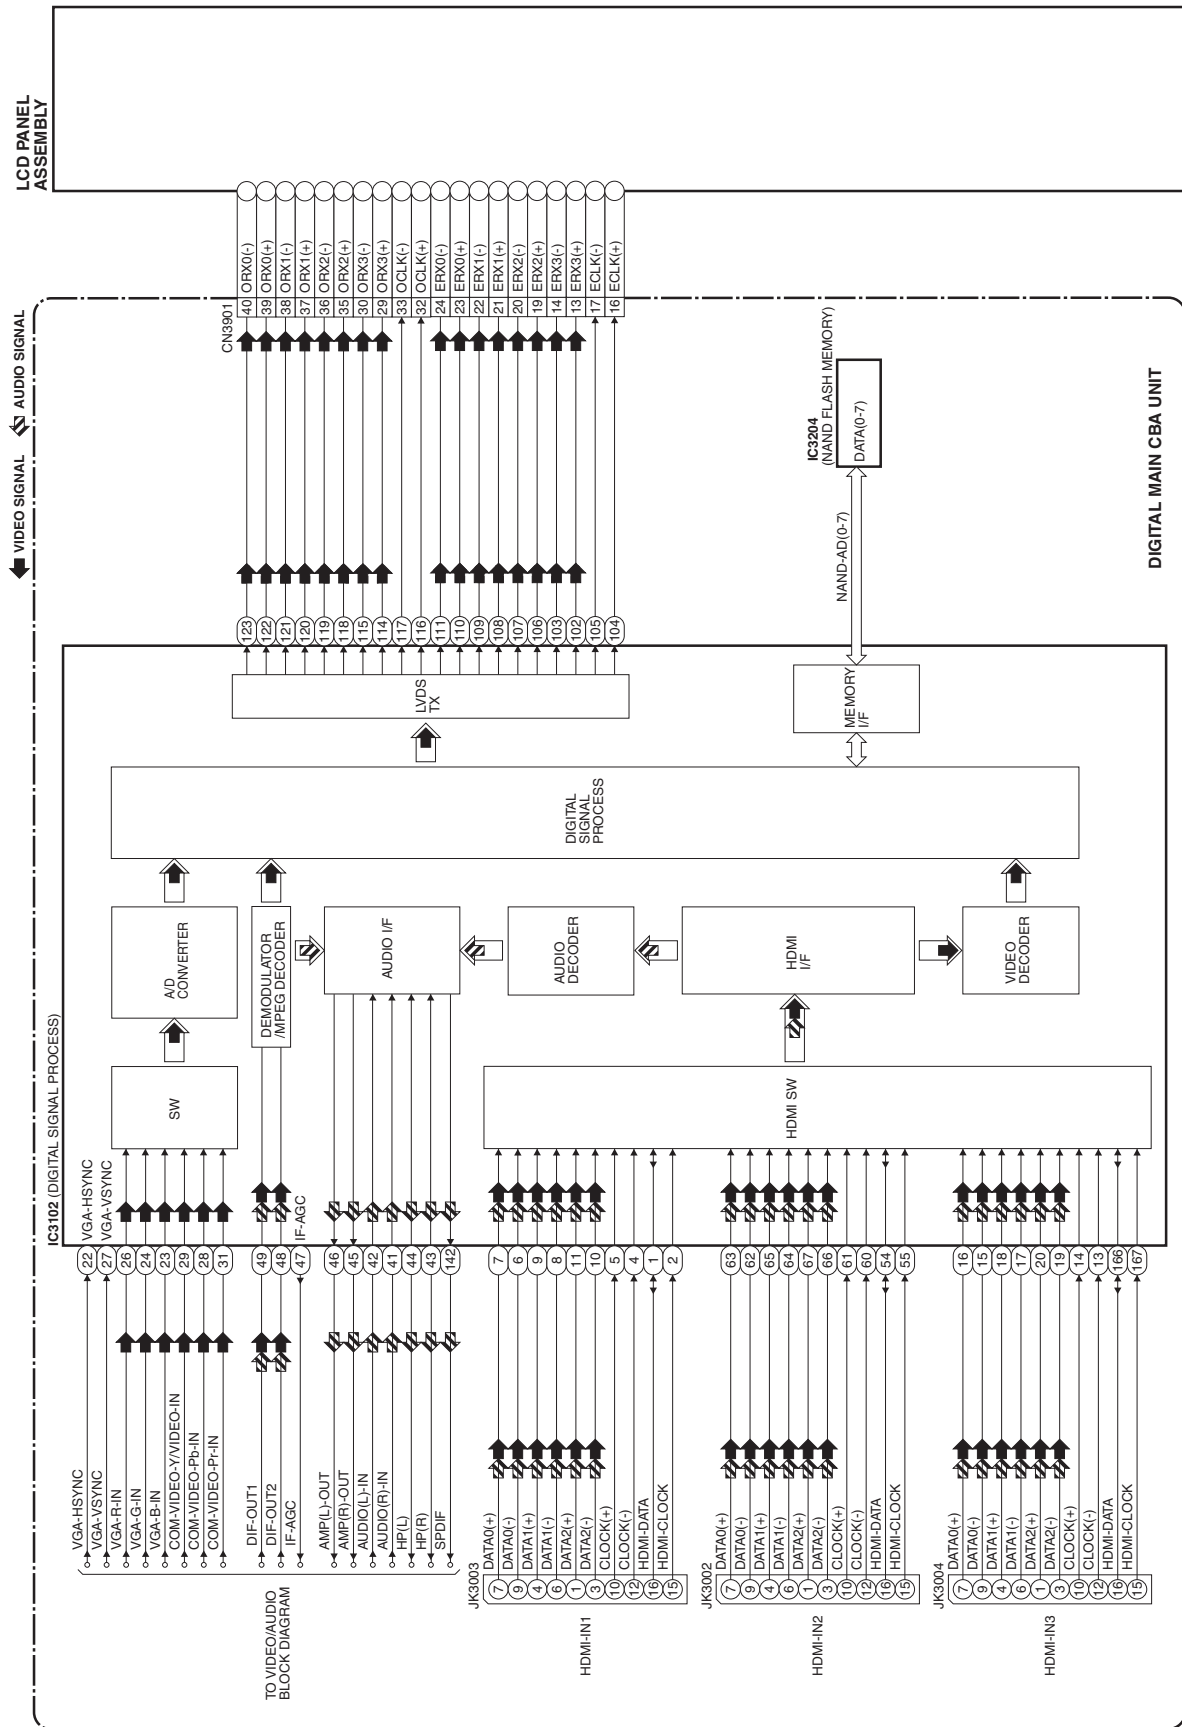 VIDEO SIGNAL
AUDIO SIGNAL
LCD PANEL
ASSEMBLY
IC3102 (DIGITAL SIGNAL PROCESS)
TO VIDEO/AUDIO
BLOCK DIAGRAM
VGA-HSYNC 22 VGA-HSYNC
VGA-VSYNC 27 VGA-VSYNC
VGA-R-IN 26
VGA-G-IN 24
VGA-B-IN 23
COM-VIDEO-Y/VIDEO-IN 29
COM-VIDEO-Pb-IN 28
COM-VIDEO-Pr-IN 31
DIF-OUT1 49
DIF-OUT2 48
IF-AGC 47 IF-AGC
AMP(L)-OUT 46
AMP(R)-OUT 45
AUDIO(L)-IN 42
AUDIO(R)-IN 41
HP(L) 44
HP(R) 43
SPDIF 142
SW
A/D
CONVERTER
DEMODULATOR
/MPEG DECODER
AUDIO I/F
AUDIO
DECODER
HDMI
I/F
VIDEO
DECODER
HDMI SW
DIGITAL
SIGNAL
PROCESS
LVDS
TX
MEMORY
I/F
NAND-AD(0-7)
IC3204
(NAND FLASH MEMORY)
DATA(0-7)
HDMI-IN1
JK3003
7 DATA0(+) 7
9 DATA0(-) 6
4 DATA1(+) 9
6 DATA1(-) 8
1 DATA2(+) 11
3 DATA2(-) 10
10 CLOCK(+) 5
12 CLOCK(-) 4
16 HDMI-DATA 1
15 HDMI-CLOCK 2
HDMI-IN2
JK3002
7 DATA0(+) 63
9 DATA0(-) 62
4 DATA1(+) 65
6 DATA1(-) 64
1 DATA2(+) 67
3 DATA2(-) 66
10 CLOCK(+) 61
12 CLOCK(-) 60
16 HDMI-DATA 54
15 HDMI-CLOCK 55
HDMI-IN3
JK3004
7 DATA0(+) 16
9 DATA0(-) 15
4 DATA1(+) 18
6 DATA1(-) 17
1 DATA2(+) 20
3 DATA2(-) 19
10 CLOCK(+) 14
12 CLOCK(-) 13
16 HDMI-DATA 166
15 HDMI-CLOCK 167
CN3901
123 40 ORX0(-)
122 39 ORX0(+)
121 38 ORX1(-)
120 37 ORX1(+)
119 36 ORX2(-)
118 35 ORX2(+)
115 30 ORX3(-)
114 29 ORX3(+)
117 33 OCLK(-)
116 32 OCLK(+)
111 24 ERX0(-)
110 23 ERX0(+)
109 22 ERX1(-)
108 21 ERX1(+)
107 20 ERX2(-)
106 19 ERX2(+)
103 14 ERX3(-)
102 13 ERX3(+)
105 17 ECLK(-)
104 16 ECLK(+)
DIGITAL MAIN CBA UNIT